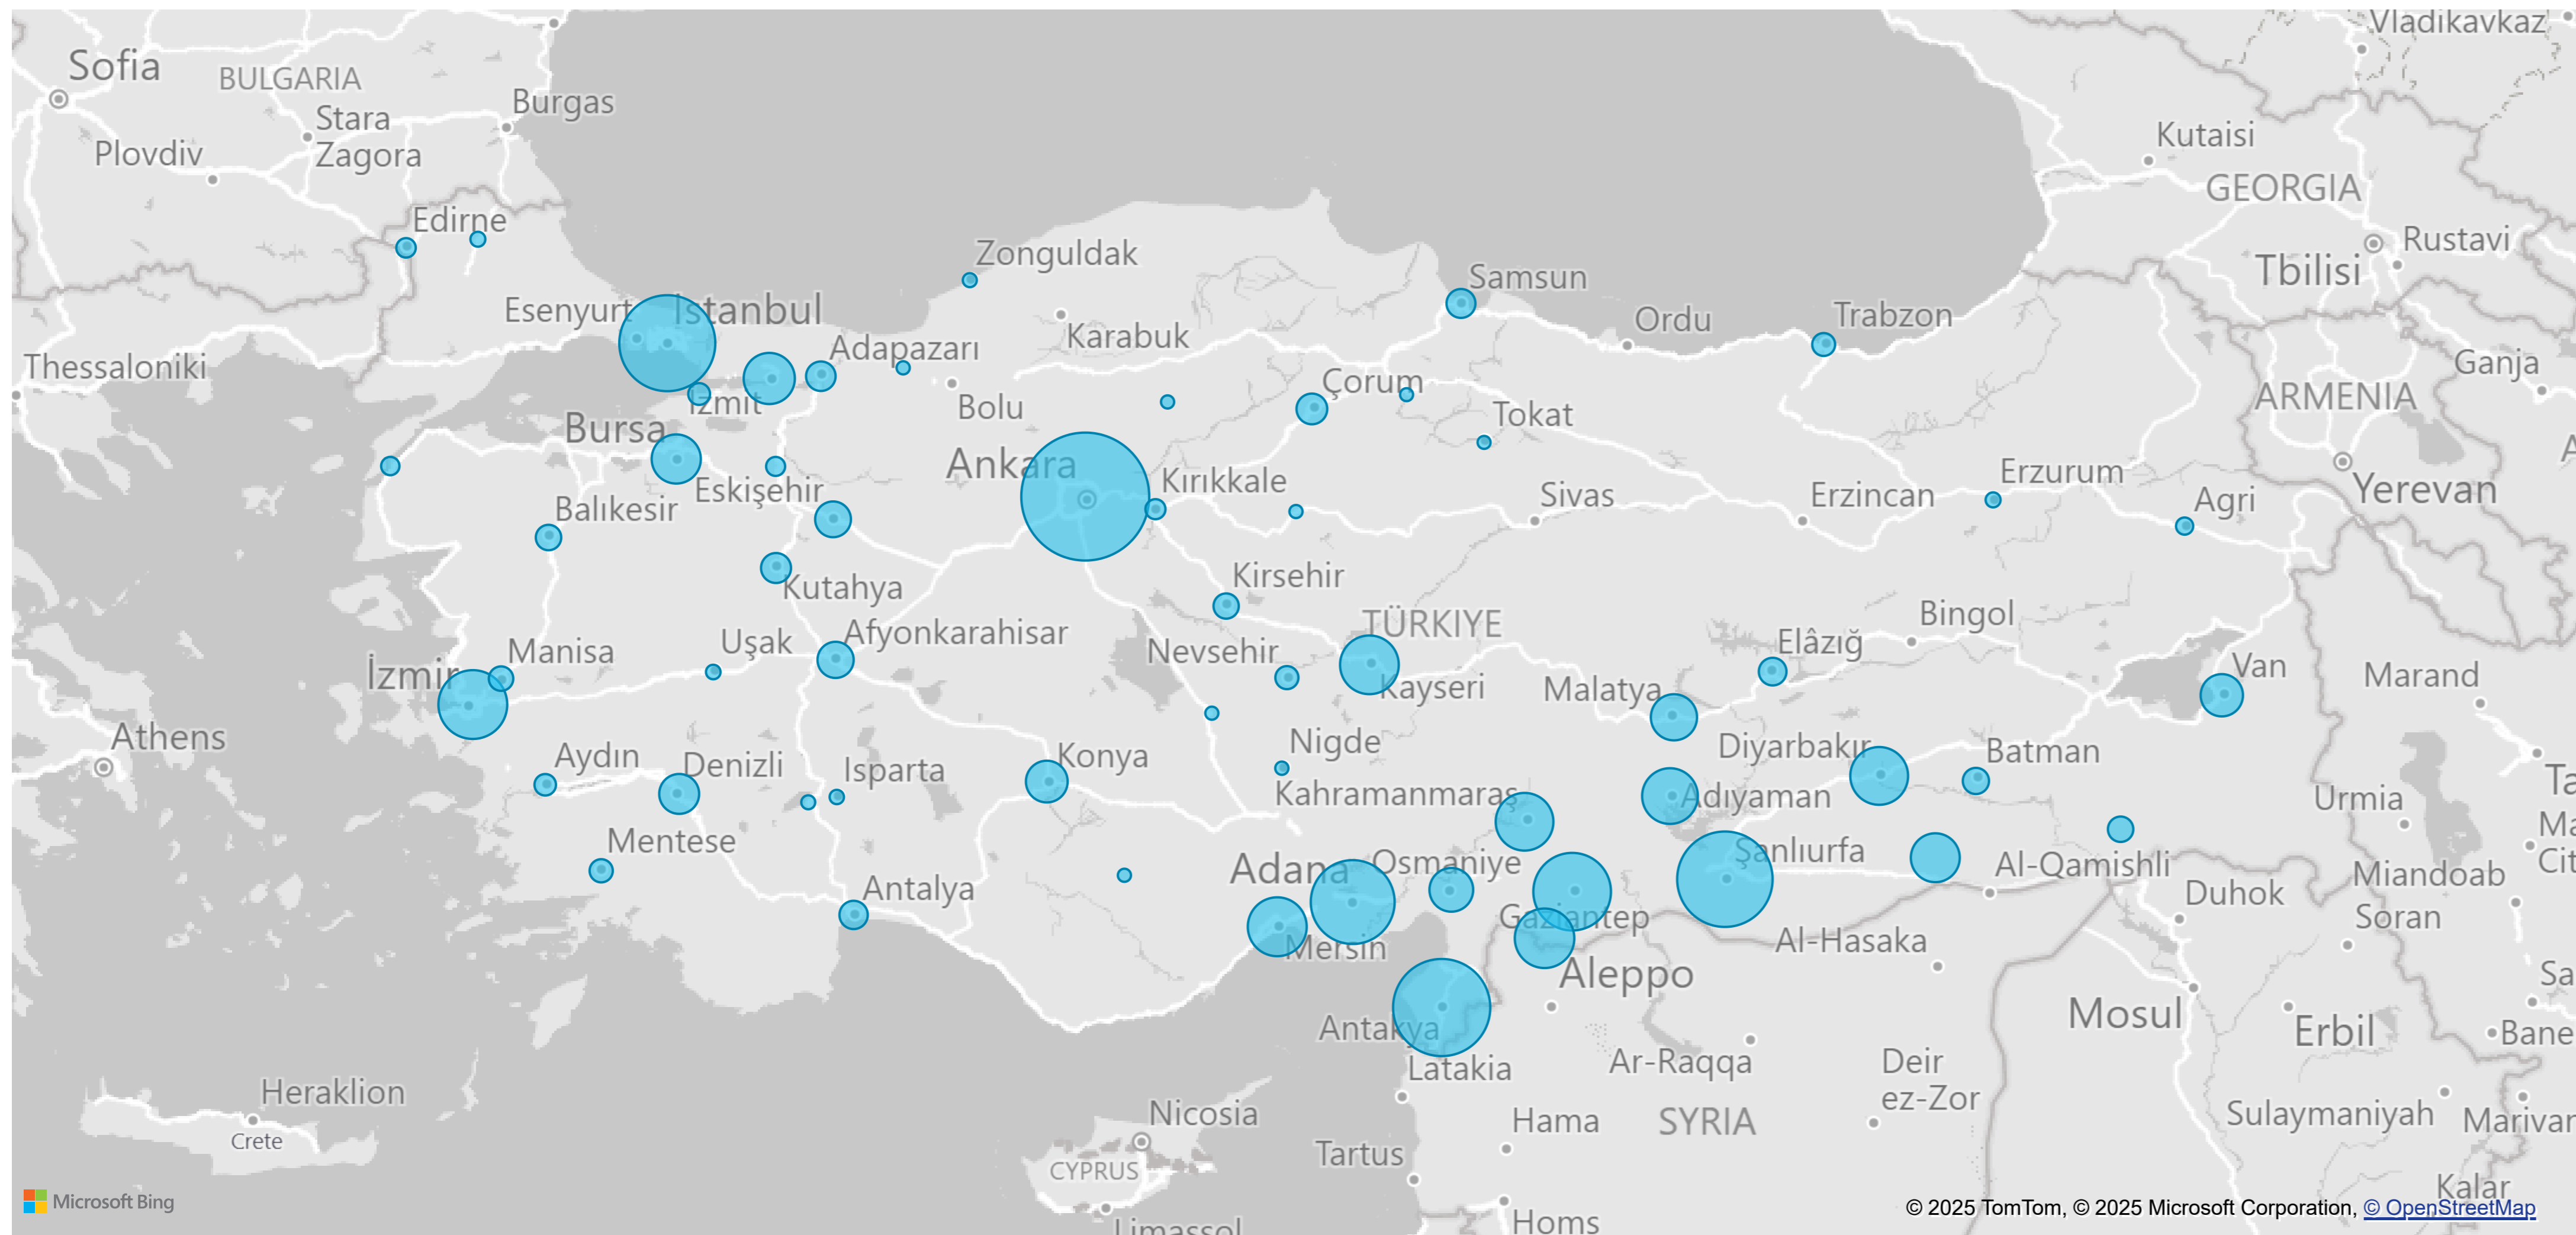 Vladikavkaz
Sofia
BULGARIA
Burgas
Stara
Zagora
Plovdiv
Kutaisi
GEORGIA
Edirne
Rustavi
Tbilisi
Zonguldak
Samsun
Esenyurt
Istanbul
Ordu
Trabzon
Karabuk
Adapazarı
Thessaloniki
Ganja
Çorum
ARMENIA
Izmit
Bolu
Tokat
Bursa
Ankara
Kırıkkale
Erzurum
Eskişehir
Sivas
Erzincan
Agri
Yerevan
Balıkesir
Kirsehir
Kutahya
Bingol
TÜRKIYE
Afyonkarahisar
Uşak
Elâzığ
Manisa
Nevsehir
İzmir
Van
Marand
Kayseri
Malatya
Athens
Nigde
Diyarbakır
Batman
Aydın
Denizli
Isparta
Konya
Kahramanmaraş
Adıyaman
Urmia
Mentese
Şanlıurfa
Osmaniye
Adana
Al-Qamishli
Miandoab
Antalya
Duhok
Gaziantep
Soran
Mersin
Al-Hasaka
Aleppo
Mosul
Antakya
Erbil
Bane
Latakia
Ar-Raqqa
Deir
ez-Zor
Heraklion
Nicosia
Hama
SYRIA
Sulaymaniyah
Marivan
Crete
Tartus
CYPRUS
Kalar
Microsoft Bing
© 2025 TomTom, © 2025 Microsoft Corporation, © OpenStreetMap
Limassol
Homs